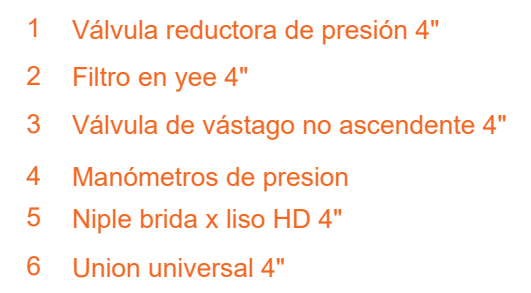 1 Válvula reductora de presión 4"
2 Filtro en yee 4"
3 Válvula de vástago no ascendente 4"
4 Manómetros de presion
5 Niple brida x liso HD 4"
6 Union universal 4"